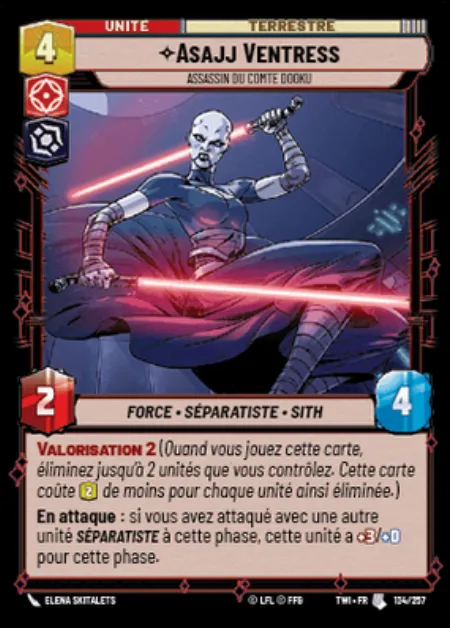 UNITÉ
TERRESTRE
4
ASAJJ VENTRESS
ASSASSIN DU COMTE DOOKU
2
4
FORCE • SÉPARATISTE • SITH
VALORISATION 2 (Quand vous jouez cette carte,
éliminez jusqu'à 2 unités que vous contrôlez. Cette carte
coûte 2 de moins pour chaque unité ainsi éliminée.)
En attaque : si vous avez attaqué avec une autre
unité SÉPARATISTE à cette phase, cette unité a +3/+0
pour cette phase.
ELENA SKITALETS
© LFL © FFG
TWI • FR
134/257